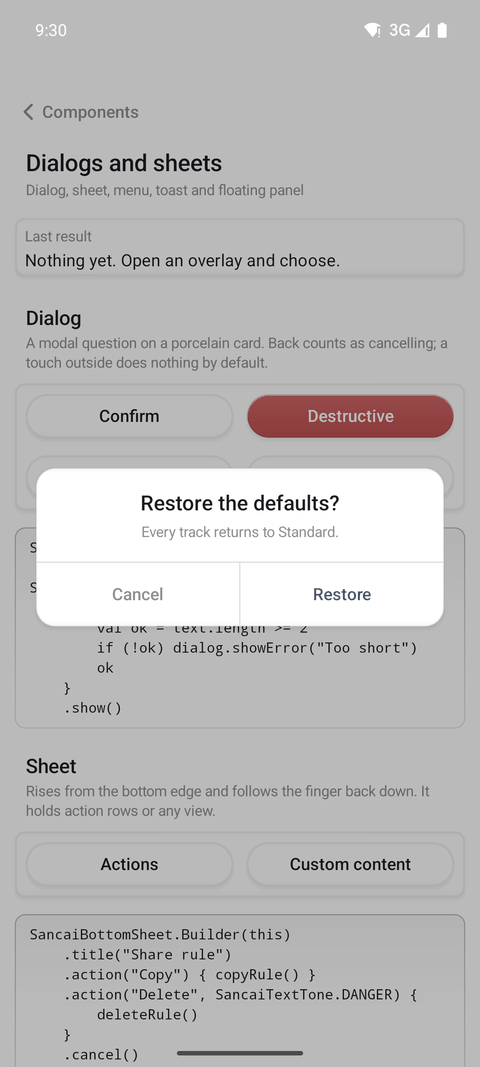 9:30
3G
Components
Dialogs and sheets
Dialog, sheet, menu, toast and floating panel
Last result
Nothing yet. Open an overlay and choose.
Dialog
A modal question on a porcelain card. Back counts as cancelling; a
touch outside does nothing by default.
Confirm
Destructive
Restore the defaults?
Every track returns to Standard.
Cancel
Restore
S
S
val ok = text.length >= 2
if (!ok) dialog.showError("Too short")
ok
}
.show()
Sheet
Rises from the bottom edge and follows the finger back down. It
holds action rows or any view.
Actions
Custom content
SancaiBottomSheet.Builder(this)
.title("Share rule")
.action("Copy") { copyRule() }
.action("Delete", SancaiTextTone.DANGER) {
deleteRule()
}
.cancel()